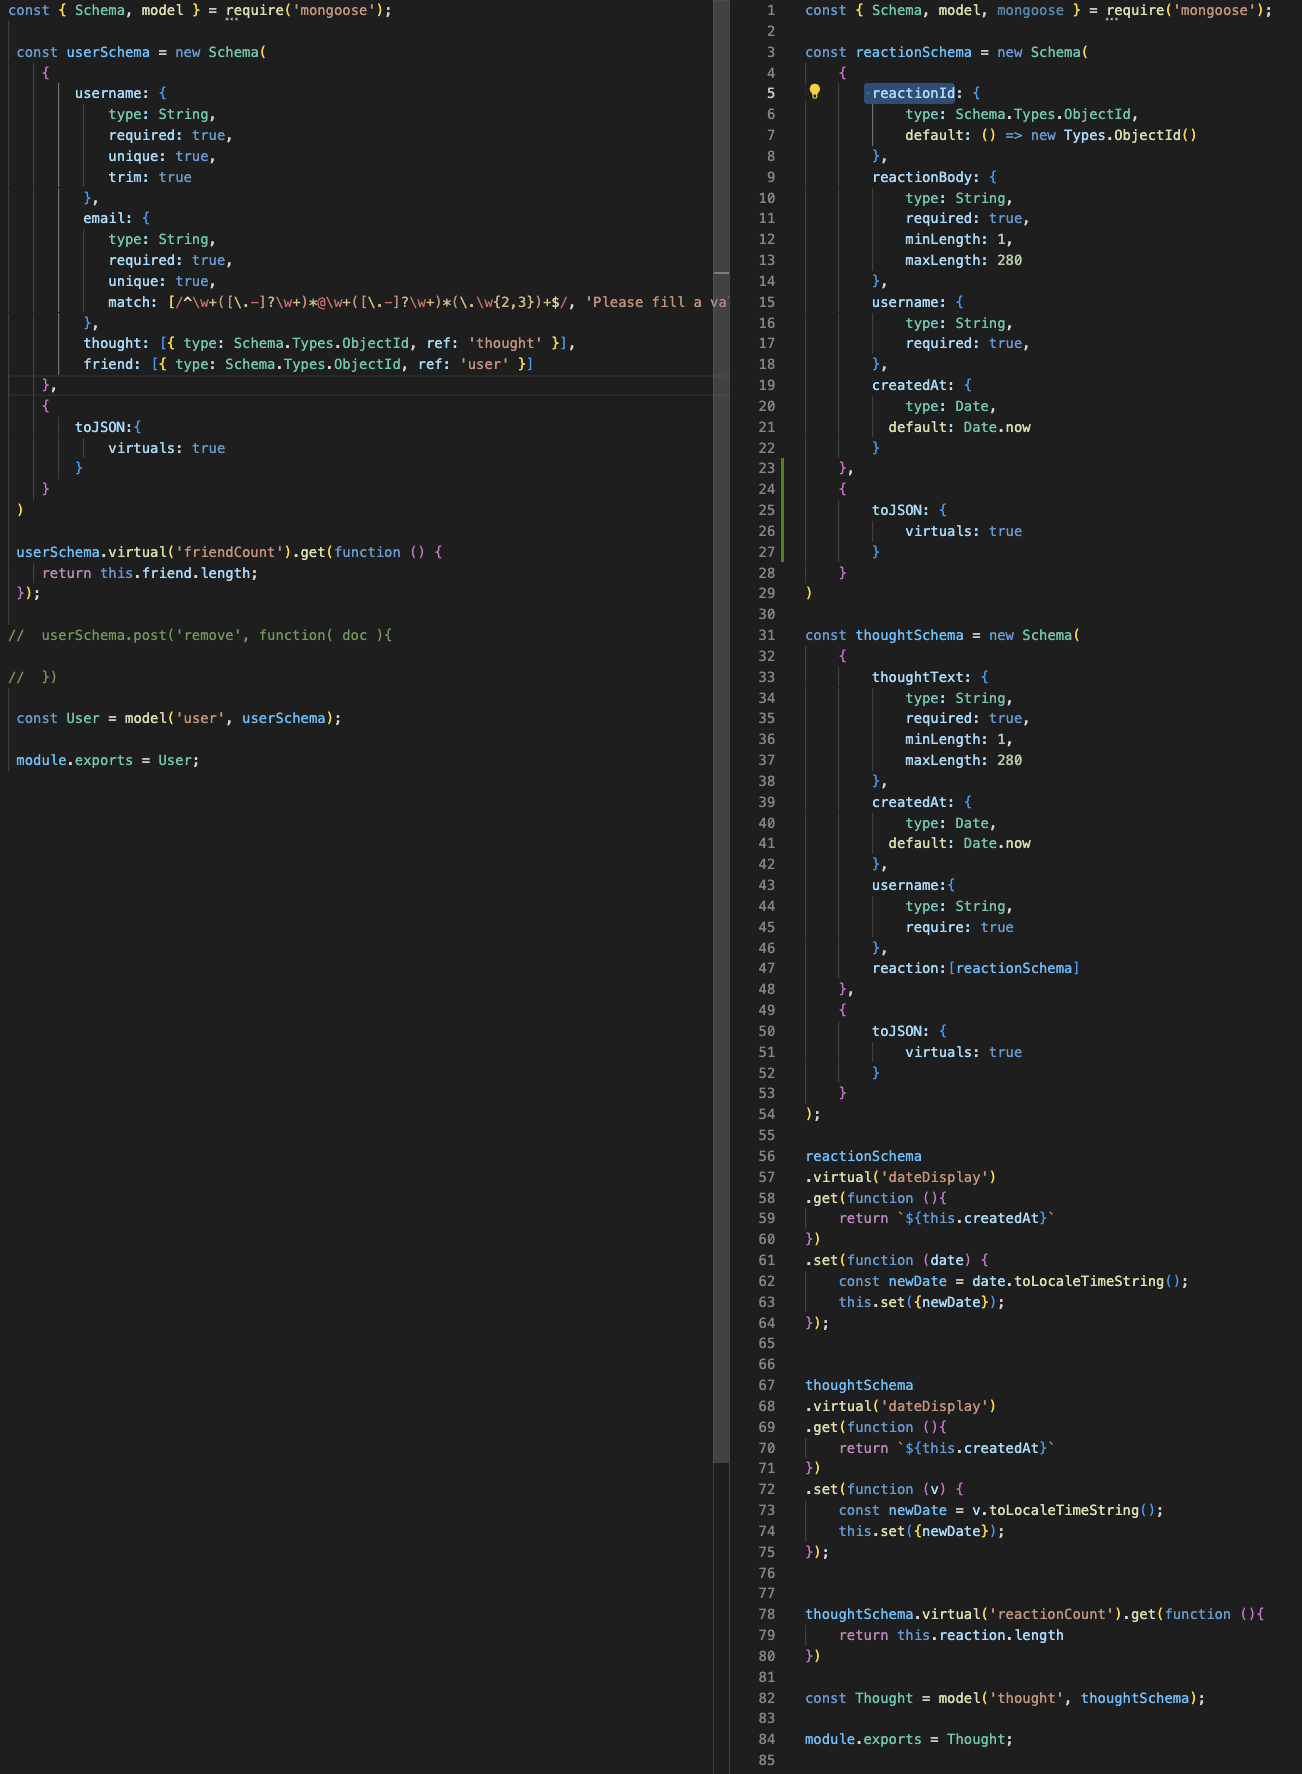 const { Schema, model } = require('mongoose');
const userSchema = new Schema(
{
username: {
type: String,
required: true,
unique: true,
trim: true
},
email: {
type: String,
required: true,
unique: true,
match: [/^\w+([\.-]?\w+)*@\w+([\.-]?\w+)*(\.\w{2,3})+$/, 'Please fill a va
},
thought: [{ type: Schema.Types.ObjectId, ref: 'thought' }],
friend: [{ type: Schema.Types.ObjectId, ref: 'user' }]
},
{
toJSON:{
virtuals: true
}
}
)
userSchema.virtual('friendCount').get(function () {
return this.friend.length;
});
// userSchema.post('remove', function( doc ){
// })
const User = model('user', userSchema);
module.exports = User;
1 const { Schema, model, mongoose } = require('mongoose');
2
3 const reactionSchema = new Schema(
4 {
5 reactionId: {
6 type: Schema.Types.ObjectId,
7 default: () => new Types.ObjectId()
8 },
9 reactionBody: {
10 type: String,
11 required: true,
12 minLength: 1,
13 maxLength: 280
14 },
15 username: {
16 type: String,
17 required: true,
18 },
19 createdAt: {
20 type: Date,
21 default: Date.now
22 }
23 },
24 {
25 toJSON: {
26 virtuals: true
27 }
28 }
29 )
30
31 const thoughtSchema = new Schema(
32 {
33 thoughtText: {
34 type: String,
35 required: true,
36 minLength: 1,
37 maxLength: 280
38 },
39 createdAt: {
40 type: Date,
41 default: Date.now
42 },
43 username:{
44 type: String,
45 require: true
46 },
47 reaction:[reactionSchema]
48 },
49 {
50 toJSON: {
51 virtuals: true
52 }
53 }
54 );
55
56 reactionSchema
57 .virtual('dateDisplay')
58 .get(function (){
59 return `${this.createdAt}`
60 })
61 .set(function (date) {
62 const newDate = date.toLocaleTimeString();
63 this.set({newDate});
64 });
65
66
67 thoughtSchema
68 .virtual('dateDisplay')
69 .get(function (){
70 return `${this.createdAt}`
71 })
72 .set(function (v) {
73 const newDate = v.toLocaleTimeString();
74 this.set({newDate});
75 });
76
77
78 thoughtSchema.virtual('reactionCount').get(function (){
79 return this.reaction.length
80 })
81
82 const Thought = model('thought', thoughtSchema);
83
84 module.exports = Thought;
85